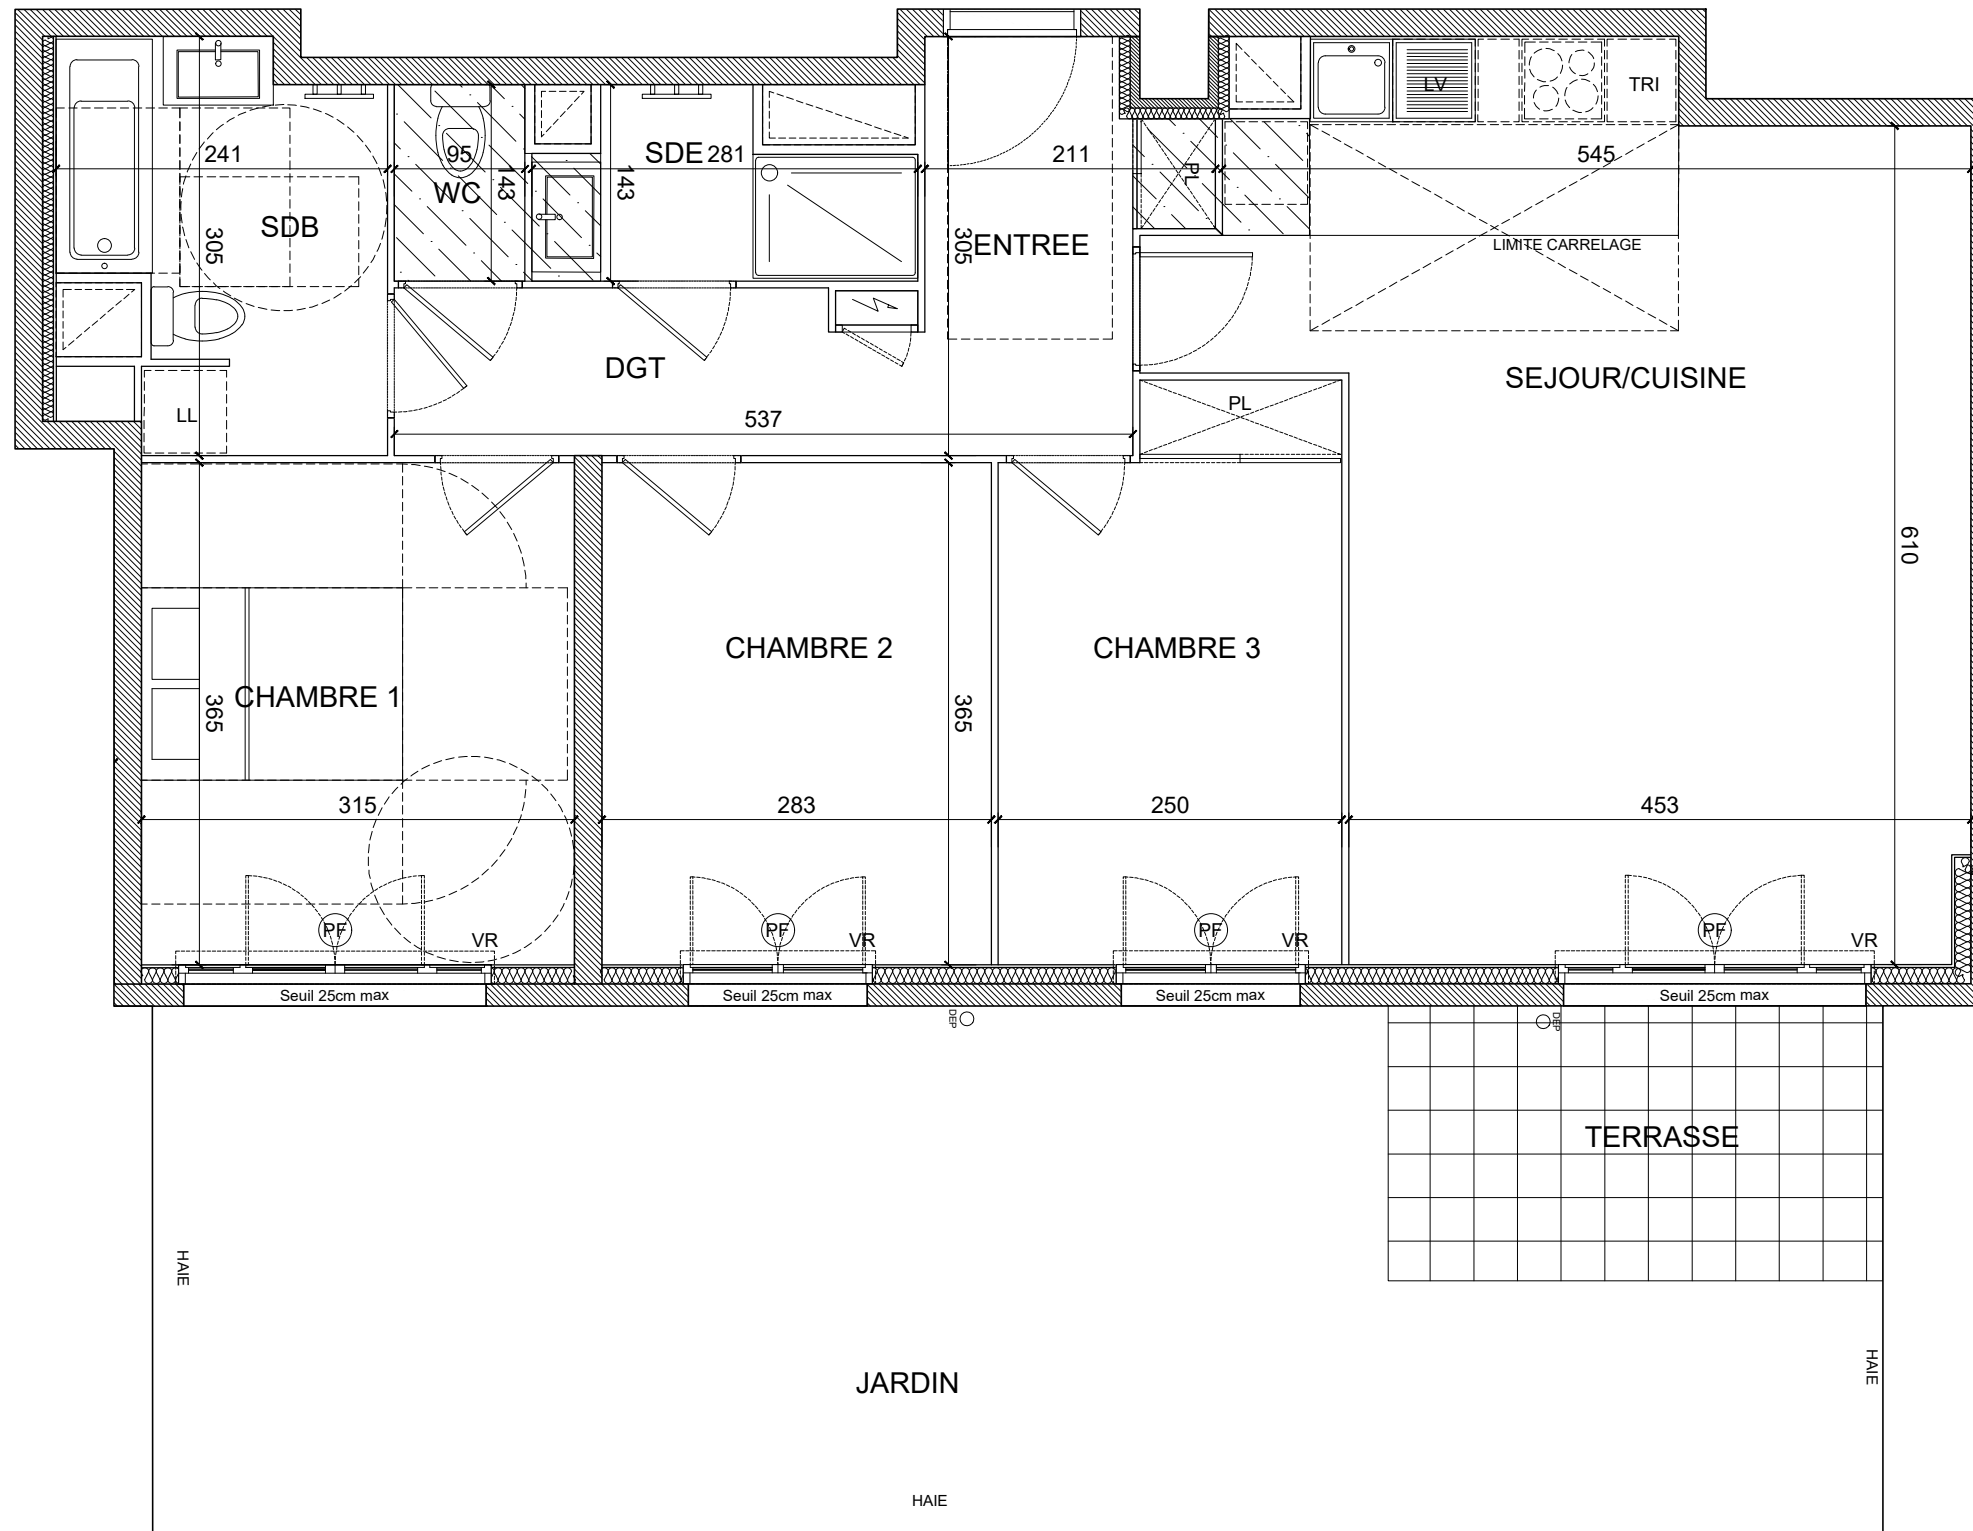 LV
TRI
241
95
SDE 281
211
PL
545
WC
143
143
SDB
305
305
ENTREE
LIMITE CARRELAGE
DGT
SEJOUR/CUISINE
LL
PL
537
610
CHAMBRE 2
CHAMBRE 3
CHAMBRE 1
365
365
315
283
250
453
PF
VR
PF
VR
PF
VR
PF
VR
Seuil 25cm max
Seuil 25cm max
Seuil 25cm max
Seuil 25cm max
DEP
DEP
TERRASSE
HAIE
HAIE
JARDIN
HAIE